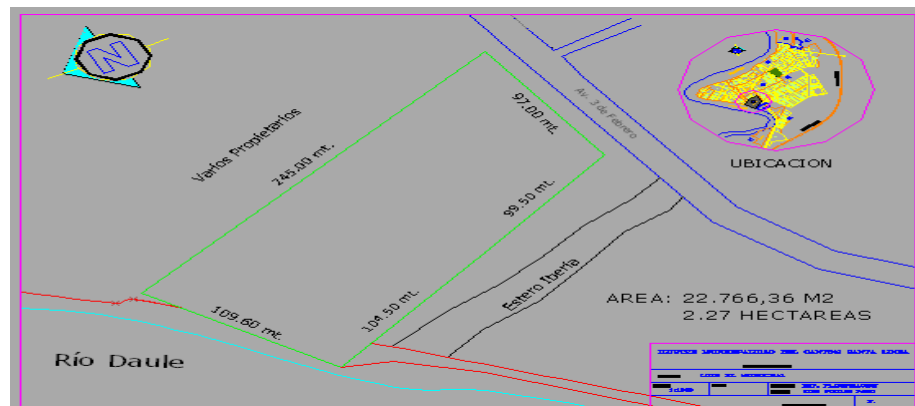 N
Av. 3 de Febrero
97.00 mt.
Varios Propietarios
245.00 mt.
UBICACION
99.50 mt.
Estero Iberia
AREA: 22.766,36 M2
2.27 HECTAREAS
104.50 mt.
109.60 mt.
Río Daule